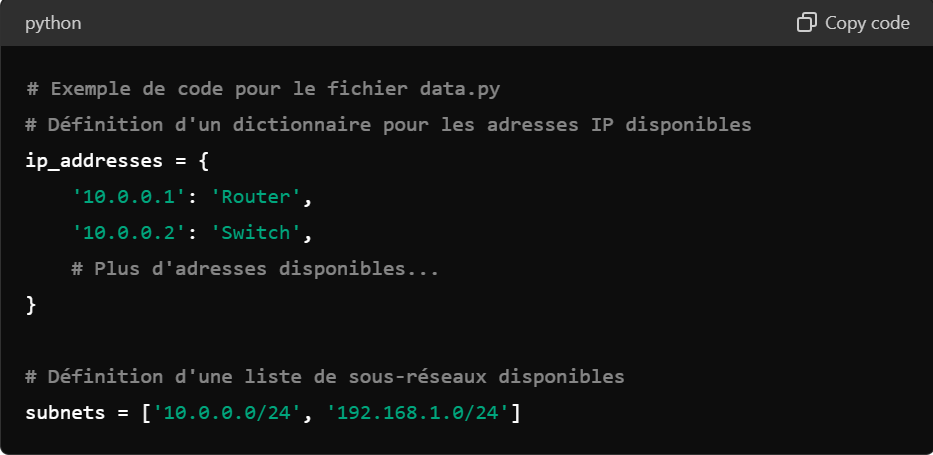 python
Copy code
# Exemple de code pour le fichier data.py
# Définition d'un dictionnaire pour les adresses IP disponibles
ip_addresses = {
    '10.0.0.1': 'Router',
    '10.0.0.2': 'Switch',
    # Plus d'adresses disponibles...
}
# Définition d'une liste de sous-réseaux disponibles
subnets = ['10.0.0.0/24', '192.168.1.0/24']